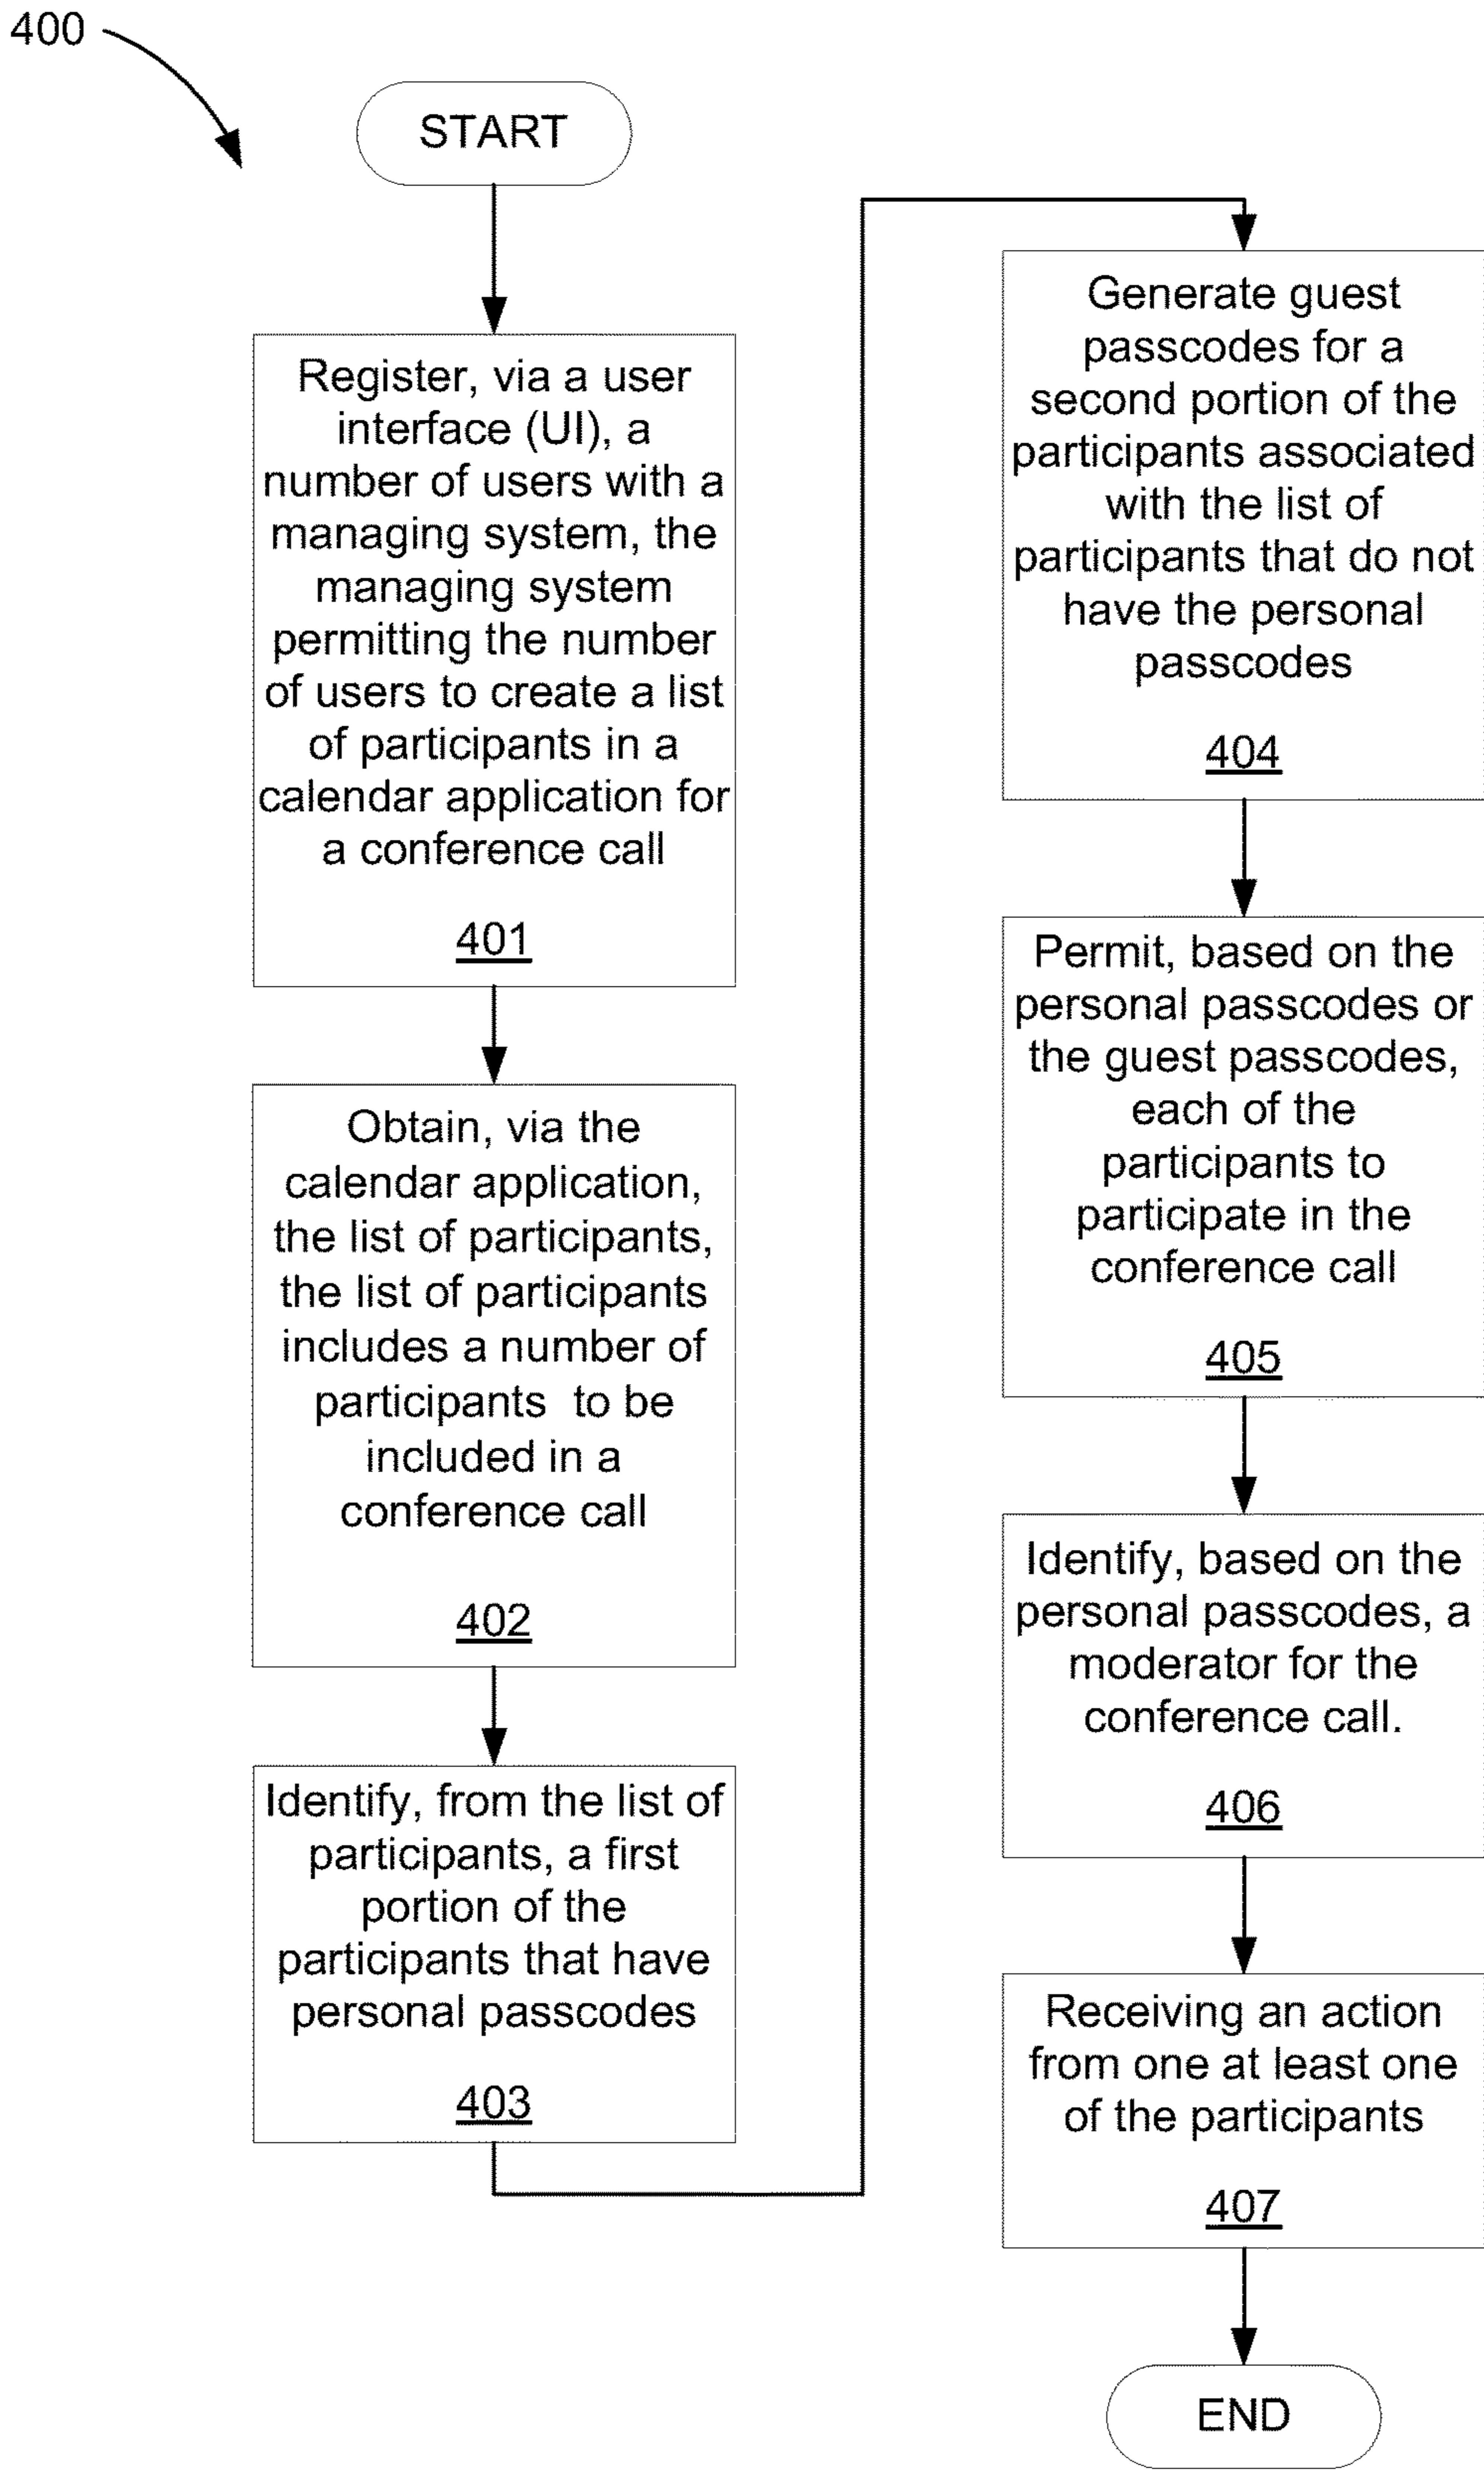 400
START
Register, via a user
interface (UI), a
number of users with a
managing system, the
managing system
permitting the number
of users to create a list
of participants in a
calendar application for
a conference call
401
Obtain, via the
calendar application,
the list of participants,
the list of participants
includes a number of
participants to be
included in a
conference call
402
Identify, from the list of
participants, a first
portion of the
participants that have
personal passcodes
403
Generate guest
passcodes for a
second portion of the
participants associated
with the list of
participants that do not
have the personal
passcodes
404
Permit, based on the
personal passcodes or
the guest passcodes,
each of the
participants to
participate in the
conference call
405
Identify, based on the
personal passcodes, a
moderator for the
conference call.
406
Receiving an action
from one at least one
of the participants
407
END